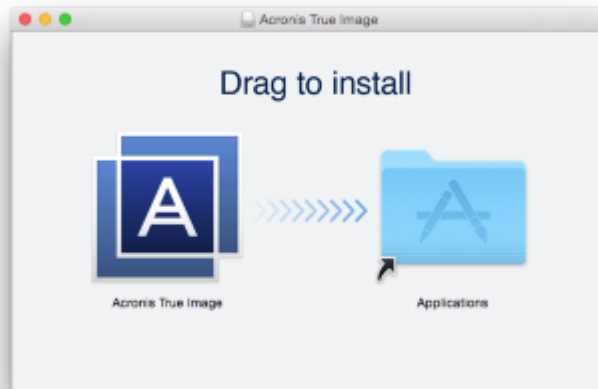 Acronis True Image
Drag to install
A
Acronis True Image
Applications